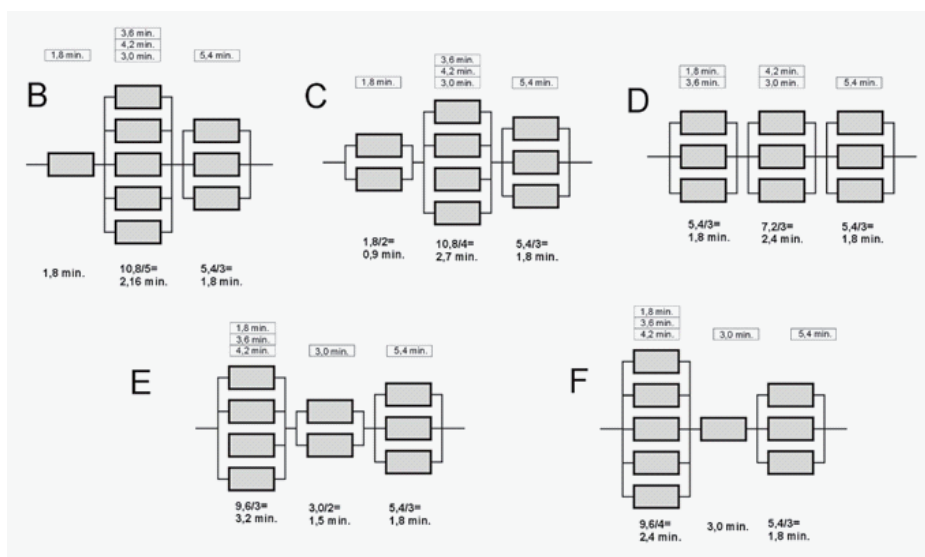 B
1,8 min.
3,6 min.
4,2 min.
3,0 min.
5,4 min.
1,8 min.
10,8/5=
2,16 min.
5,4/3=
1,8 min.
C
1,8 min.
3,6 min.
4,2 min.
3,0 min.
5,4 min.
1,8/2=
0,9 min.
10,8/4=
2,7 min.
5,4/3=
1,8 min.
D
1,8 min.
3,6 min.
4,2 min.
3,0 min.
5,4 min.
5,4/3=
1,8 min.
7,2/3=
2,4 min.
5,4/3=
1,8 min.
E
1,8 min.
3,6 min.
4,2 min.
3,0 min.
5,4 min.
9,6/3=
3,2 min.
3,0/2=
1,5 min.
5,4/3=
1,8 min.
F
1,8 min.
3,6 min.
4,2 min.
3,0 min.
5,4 min.
9,6/4=
2,4 min.
3,0 min.
5,4/3=
1,8 min.